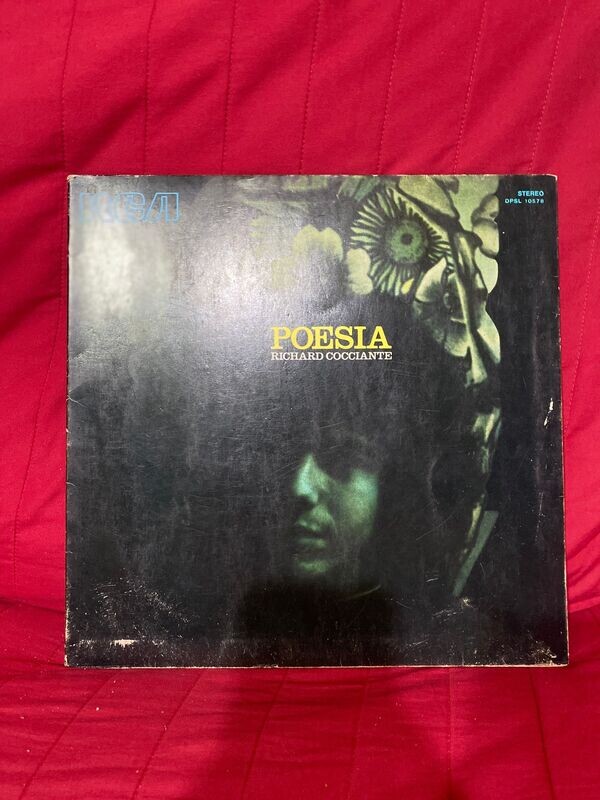 RCA
STEREO
DPSL 10578
POESIA
RICHARD COCCIANTE